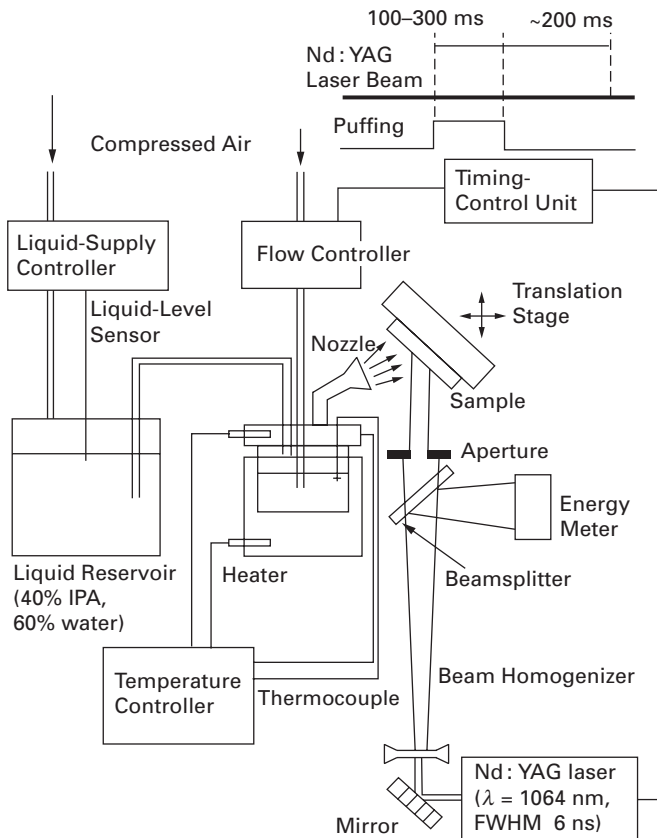 100–300 ms
~200 ms
Nd : YAG
Laser Beam
Puffing
Compressed Air
Timing-
Control Unit
Liquid-Supply
Controller
Flow Controller
Liquid-Level
Sensor
Translation
Stage
Nozzle
Sample
Aperture
Energy
Meter
Beamsplitter
Liquid Reservoir
(40% IPA,
60% water)
Heater
Temperature
Controller
Thermocouple
Beam Homogenizer
Nd : YAG laser
(λ = 1064 nm,
FWHM 6 ns)
Mirror